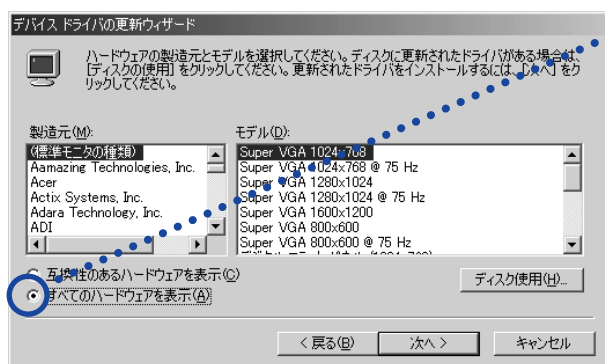 デバイス ドライバの更新ウィザード
ハードウェアの製造元とモデルを選択してください。ディスクに更新されたドライバがある場合は、
[ディスクの使用] をクリックしてください。更新されたドライバをインストールするには、[次へ] をク
リックしてください。
製造元(M):
モデル(D):
(標準モニタの種類)
Aamazing Technologies, Inc.
Acer
Actix Systems, Inc.
Adara Technology, Inc.
ADI
Super VGA 1024x768
Super VGA 1024x768 @ 75 Hz
Super VGA 1280x1024
Super VGA 1280x1024 @ 75 Hz
Super VGA 1600x1200
Super VGA 800x600
Super VGA 800x600 @ 75 Hz
互換性のあるハードウェアを表示(C)
すべてのハードウェアを表示(A)
ディスク使用(H)...
< 戻る(B)
次へ >
キャンセル